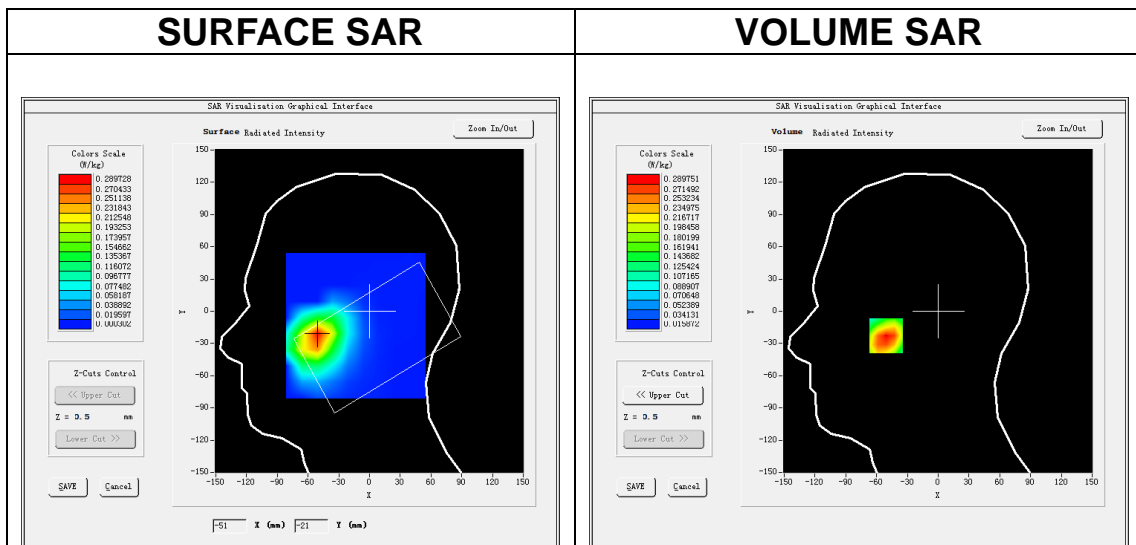 SURFACE SAR
VOLUME SAR
SAR Visualisation Graphical Interface
Surface Radiated Intensity
Zoom In/Out
Colors Scale
(W/kg)
0.289728
0.270433
0.251138
0.231843
0.212548
0.193253
0.173957
0.154662
0.135367
0.116072
0.096777
0.077482
0.058187
0.038892
0.019597
0.000302
Z-Cuts Control
<< Upper Cut
Z = 0.5 mm
Lower Cut >>
SAVE
Cancel
150
120
90
60
30
0
-30
-60
-90
-120
-150
Y
-150 -120 -90 -60 -30 0 30 60 90 120 150
X
-51 X (mm) -21 Y (mm)
SAR Visualisation Graphical Interface
Volume Radiated Intensity
Zoom In/Out
Colors Scale
(W/kg)
0.289751
0.271492
0.253234
0.234975
0.216717
0.198458
0.180199
0.161941
0.143682
0.125424
0.107165
0.088907
0.070648
0.052389
0.034131
0.015872
Z-Cuts Control
<< Upper Cut
Z = 0.5 mm
Lower Cut >>
SAVE
Cancel
150
120
90
60
30
0
-30
-60
-90
-120
-150
Y
-150 -120 -90 -60 -30 0 30 60 90 120 150
X